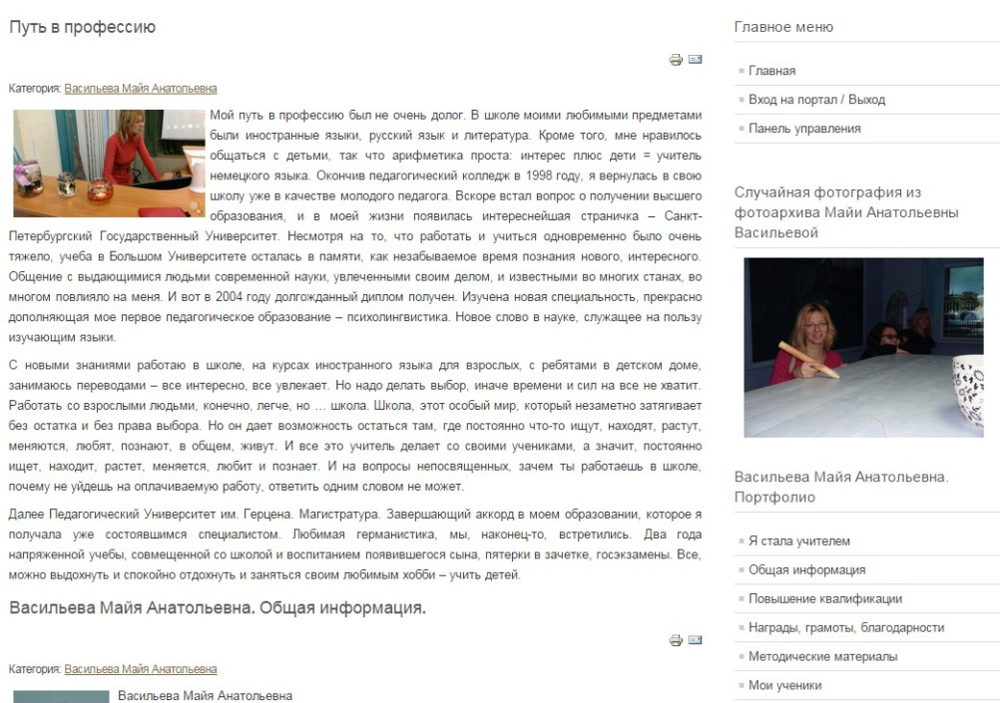 Путь в профессию
Категория: Васильева Майя Анатольевна
Мой путь в профессию был не очень долог. В школе моими любимыми предметами
были иностранные языки, русский язык и литература. Кроме того, мне нравилось
общаться с детьми, так что арифметика проста: интерес плюс дети = учитель
немецкого языка. Окончив педагогический колледж в 1998 году, я вернулась в свою
школу уже в качестве молодого педагога. Вскоре встал вопрос о получении высшего
образования, и в моей жизни появилась интереснейшая страничка – Санкт-
Петербургский Государственный Университет. Несмотря на то, что работать и учиться одновременно было очень
тяжело, учеба в Большом Университете осталась в памяти, как незабываемое время познания нового, интересного.
Общение с выдающимися людьми современной науки, увлеченными своим делом, и известными во многих станах, во
многом повлияло на меня. И вот в 2004 году долгожданный диплом получен. Изучена новая специальность, прекрасно
дополняющая мое первое педагогическое образование – психолингвистика. Новое слово в науке, служащее на пользу
изучающим языки.
С новыми знаниями работаю в школе, на курсах иностранного языка для взрослых, с ребятами в детском доме,
занимаюсь переводами – все интересно, все увлекает. Но надо делать выбор, иначе времени и сил на все не хватит.
Работать со взрослыми людьми, конечно, легче, но … школа. Школа, этот особый мир, который незаметно затягивает
без остатка и без права выбора. Но он дает возможность остаться там, где постоянно что-то ищут, находят, растут,
меняются, любят, познают, в общем, живут. И все это учитель делает со своими учениками, а значит, постоянно
ищет, находит, растет, меняется, любит и познает. И на вопросы непосвященных, зачем ты работаешь в школе,
почему не уйдешь на оплачиваемую работу, ответить одним словом не может.
Далее Педагогический Университет им. Герцена. Магистратура. Завершающий аккорд в моем образовании, которое я
получала уже состоявшимся специалистом. Любимая германистика, мы, наконец-то, встретились. Два года
напряженной учебы, совмещенной со школой и воспитанием появившегося сына, пятерки в зачетке, госэкзамены. Все,
можно выдохнуть и спокойно отдохнуть и заняться своим любимым хобби – учить детей.
Васильева Майя Анатольевна. Общая информация.
Категория: Васильева Майя Анатольевна
Васильева Майя Анатольевна
Главное меню
Главная
Вход на портал / Выход
Панель управления
Случайная фотография из
фотоархива Майи Анатольевны
Васильевой
Васильева Майя Анатольевна.
Портфолио
Я стала учителем
Общая информация
Повышение квалификации
Награды, грамоты, благодарности
Методические материалы
Мои ученики